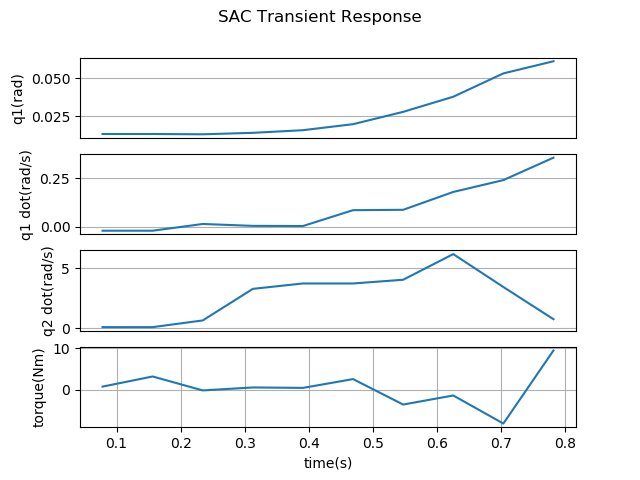 SAC Transient Response
q1(rad)
0.050
0.025
q1 dot(rad/s)
0.25
0.00
q2 dot(rad/s)
5
0
torque(Nm)
10
0
0.1 0.2 0.3 0.4 0.5 0.6 0.7 0.8
time(s)